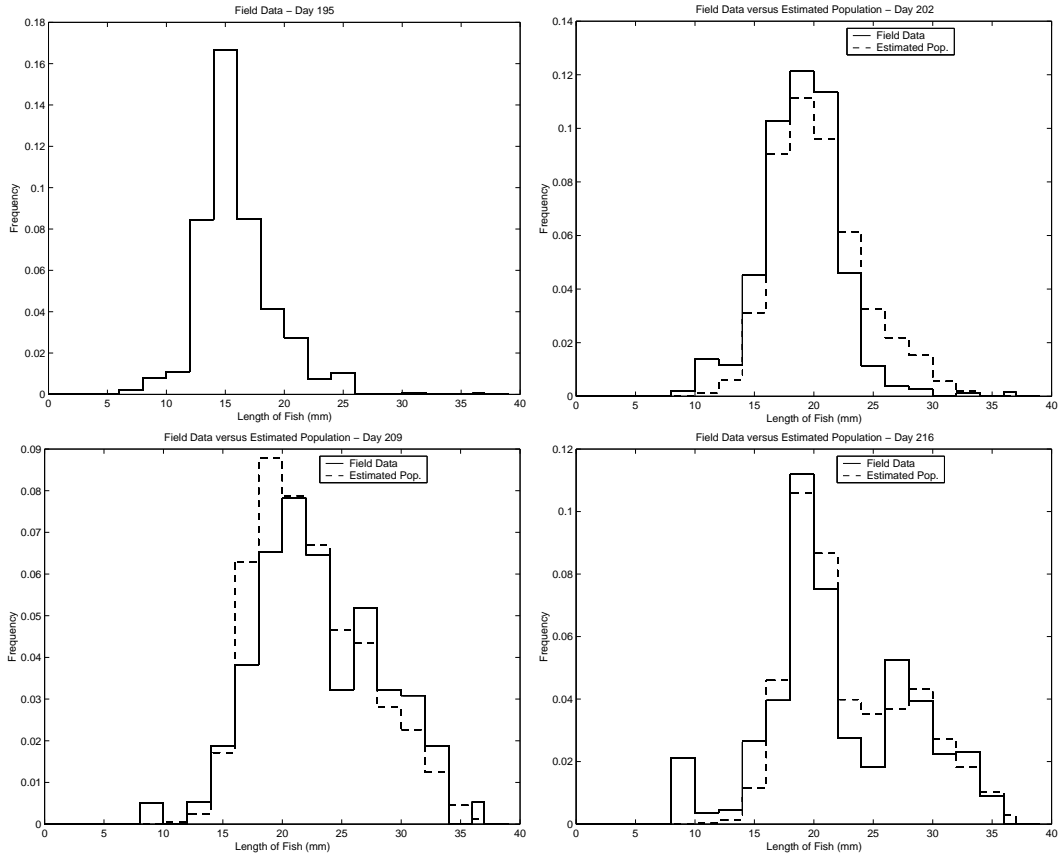 Field Data – Day 195
Frequency
0.18
0.16
0.14
0.12
0.1
0.08
0.06
0.04
0.02
0
0 5 10 15 20 25 30 35 40
Length of Fish (mm)
Field Data versus Estimated Population – Day 202
Field Data
Estimated Pop.
Frequency
0.14
0.12
0.1
0.08
0.06
0.04
0.02
0
0 5 10 15 20 25 30 35 40
Length of Fish (mm)
Field Data versus Estimated Population – Day 209
Field Data
Estimated Pop.
Frequency
0.09
0.08
0.07
0.06
0.05
0.04
0.03
0.02
0.01
0
0 5 10 15 20 25 30 35 40
Length of Fish (mm)
Field Data versus Estimated Population – Day 216
Field Data
Estimated Pop.
Frequency
0.12
0.1
0.08
0.06
0.04
0.02
0
0 5 10 15 20 25 30 35 40
Length of Fish (mm)